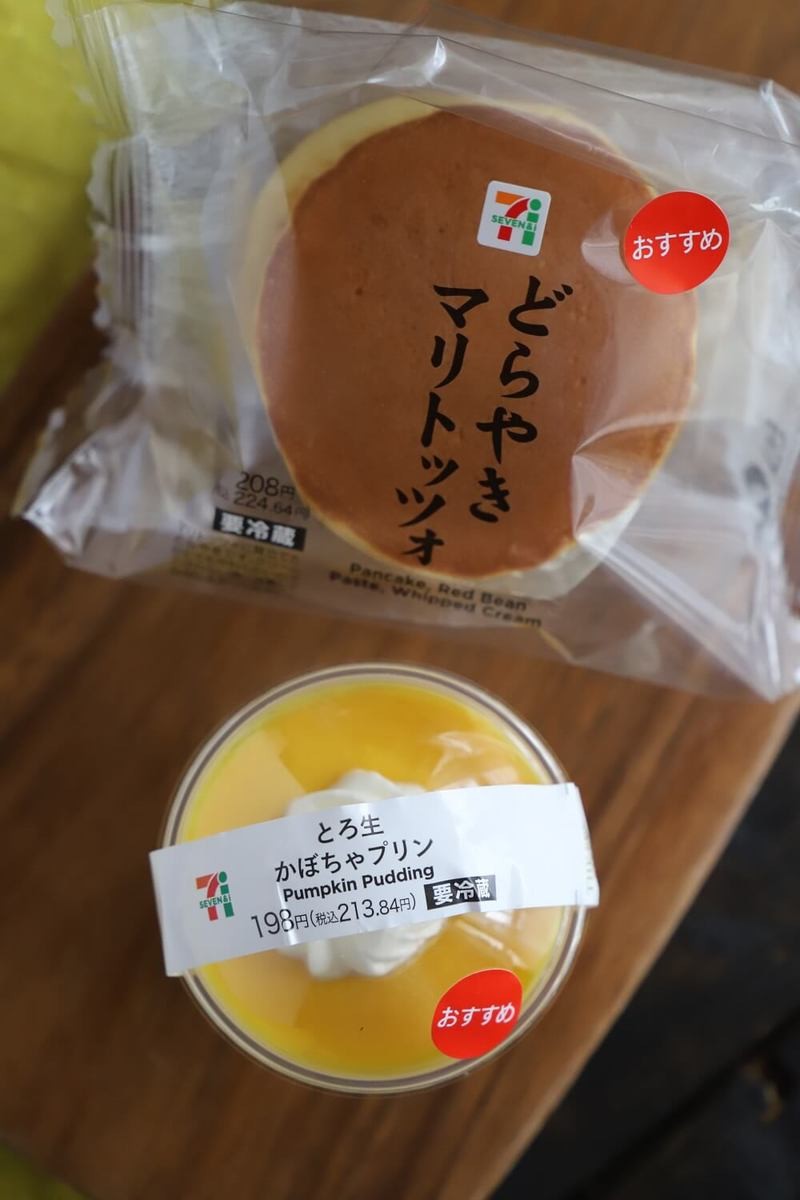 SEVEN&i
おすすめ
どらやき
マリトッツォ
208円
224.64円
要冷蔵
Pancake, Red Bean
Paste, Whipped Cream
とろ生
かぼちゃプリン
Pumpkin Pudding
SEVEN&i
198円(税込213.84円)
要冷蔵
おすすめ